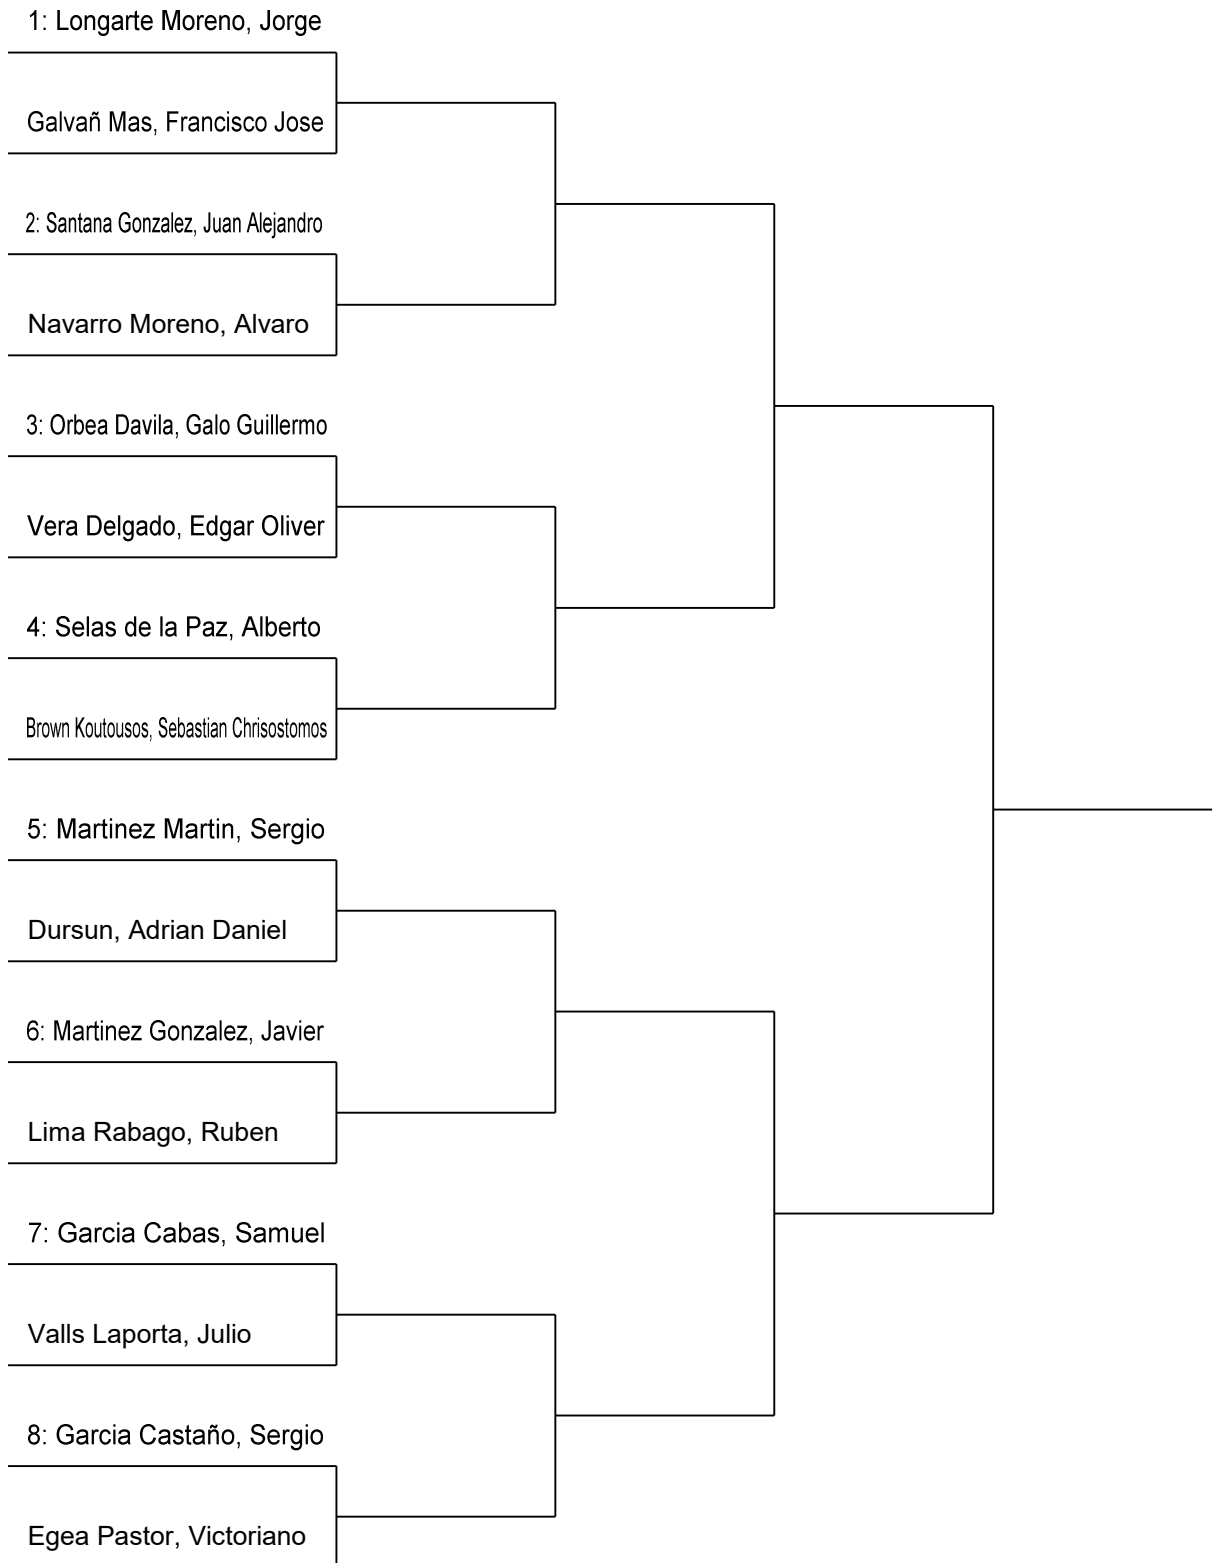 1: Longarte Moreno, Jorge
Galvañ Mas, Francisco Jose
2: Santana Gonzalez, Juan Alejandro
Navarro Moreno, Alvaro
3: Orbea Davila, Galo Guillermo
Vera Delgado, Edgar Oliver
4: Selas de la Paz, Alberto
Brown Koutousos, Sebastian Chrisostomos
5: Martinez Martin, Sergio
Dursun, Adrian Daniel
6: Martinez Gonzalez, Javier
Lima Rabago, Ruben
7: Garcia Cabas, Samuel
Valls Laporta, Julio
8: Garcia Castaño, Sergio
Egea Pastor, Victoriano